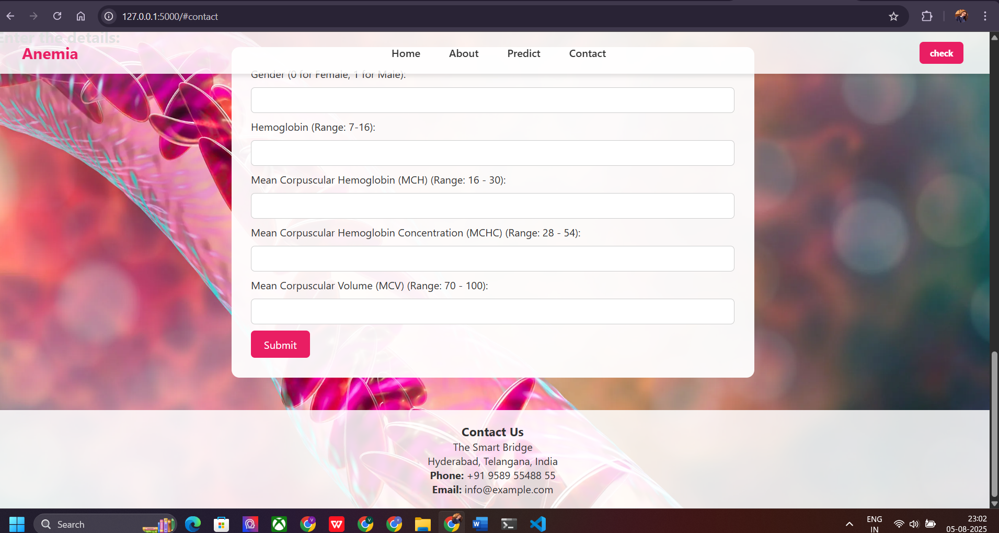 127.0.0.1:5000/#contact
Enter the details:
Anemia
Home About Predict Contact
check
Gender (0 for Female, 1 for Male):
Hemoglobin (Range: 7-16):
Mean Corpuscular Hemoglobin (MCH) (Range: 16 - 30):
Mean Corpuscular Hemoglobin Concentration (MCHC) (Range: 28 - 54):
Mean Corpuscular Volume (MCV) (Range: 70 - 100):
Submit
Contact Us
The Smart Bridge
Hyderabad, Telangana, India
Phone: +91 9589 55488 55
Email: info@example.com
Search
ENG
IN
23:02
05-08-2025